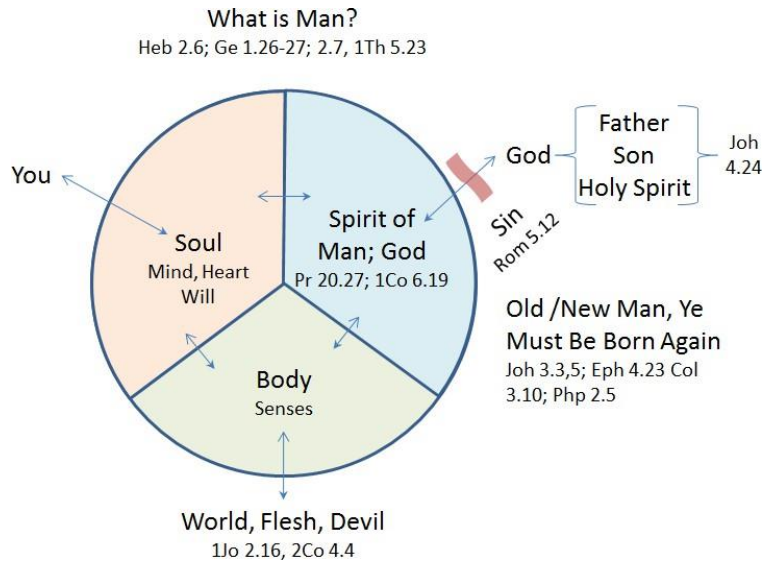 What is Man?
Heb 2.6; Ge 1.26-27; 2.7, 1Th 5.23
You
Soul
Mind, Heart
Will
Spirit of
Man; God
Pr 20.27; 1Co 6.19
God
Father
Son
Holy Spirit
Joh
4.24
Sin
Rom 5.12
Old /New Man, Ye
Must Be Born Again
Joh 3.3,5; Eph 4.23 Col
3.10; Php 2.5
Body
Senses
World, Flesh, Devil
1Jo 2.16, 2Co 4.4